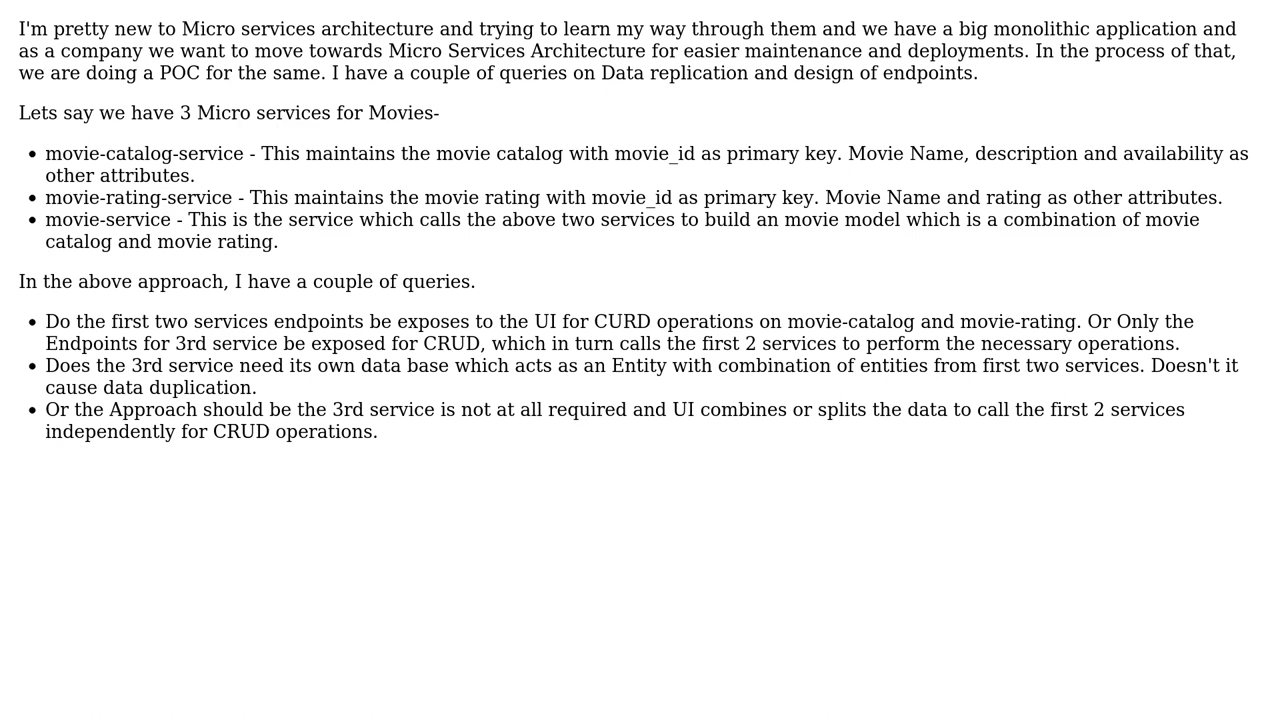 I'm pretty new to Micro services architecture and trying to learn my way through them and we have a big monolithic application and
as a company we want to move towards Micro Services Architecture for easier maintenance and deployments. In the process of that,
we are doing a POC for the same. I have a couple of queries on Data replication and design of endpoints.
Lets say we have 3 Micro services for Movies-
• movie-catalog-service - This maintains the movie catalog with movie_id as primary key. Movie Name, description and availability as
other attributes.
• movie-rating-service - This maintains the movie rating with movie_id as primary key. Movie Name and rating as other attributes.
• movie-service - This is the service which calls the above two services to build an movie model which is a combination of movie
catalog and movie rating.
In the above approach, I have a couple of queries.
• Do the first two services endpoints be exposes to the UI for CURD operations on movie-catalog and movie-rating. Or Only the
Endpoints for 3rd service be exposed for CRUD, which in turn calls the first 2 services to perform the necessary operations.
• Does the 3rd service need its own data base which acts as an Entity with combination of entities from first two services. Doesn't it
cause data duplication.
• Or the Approach should be the 3rd service is not at all required and UI combines or splits the data to call the first 2 services
independently for CRUD operations.